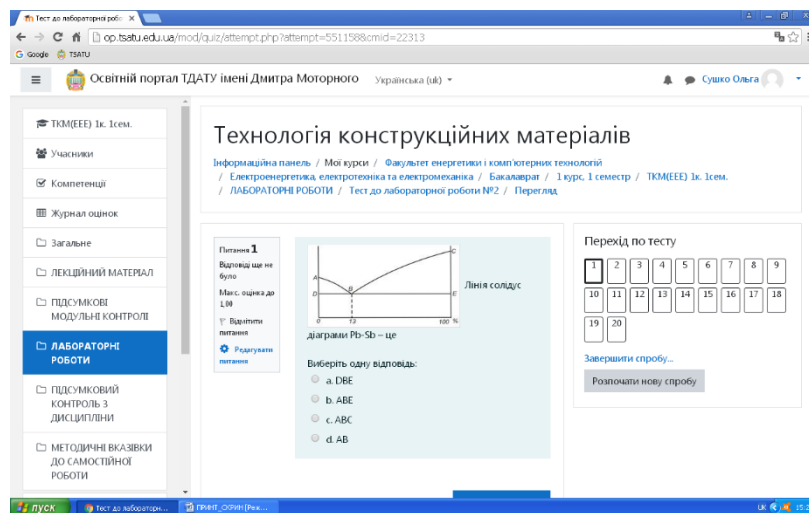 Тест до лабораторної робо
op.tsatu.edu.ua/mod/quiz/attempt.php?attempt=551158&cmid=22313
Google TSATU
Освітній портал ТДАТУ імені Дмитра Моторного Українська (uk) Сушко Ольга
ТКМ(ЕЕЕ) 1к. 1сем.
Учасники
Компетенції
Журнал оцінок
Загальне
ЛЕКЦІЙНИЙ МАТЕРІАЛ
ПІДСУМКОВІ
МОДУЛЬНІ КОНТРОЛІ
ЛАБОРАТОРНІ
РОБОТИ
ПІДСУМКОВИЙ
КОНТРОЛЬ З
ДИСЦИПЛІНИ
МЕТОДИЧНІ ВКАЗІВКИ
ДО САМОСТІЙНОЇ
РОБОТИ
Технологія конструкційних матеріалів
Інформаційна панель / Мої курси / Факультет енергетики і комп'ютерних технологій
/ Електроенергетика, електротехніка та електромеханіка / Бакалаврат / 1 курс, 1 семестр / ТКМ(ЕЕЕ) 1к. 1сем.
/ ЛАБОРАТОРНІ РОБОТИ / Тест до лабораторної роботи №2 / Перегляд
Питання 1
Відповіді ще не
було
Макс. оцінка до
1,00
Відмітити
питання
Редагувати
питання
A B C D E
0 13 100 %
Лінія солідус
діаграми Pb-Sb – це
Виберіть одну відповідь:
a. DBE
b. ABE
c. ABC
d. AB
Перехід по тесту
1 2 3 4 5 6 7 8 9
10 11 12 13 14 15 16 17 18
19 20
Завершити спробу...
Розпочати нову спробу
пуск Тест до лабораторн... ПРИНТ_СКРИН [Реж... UK